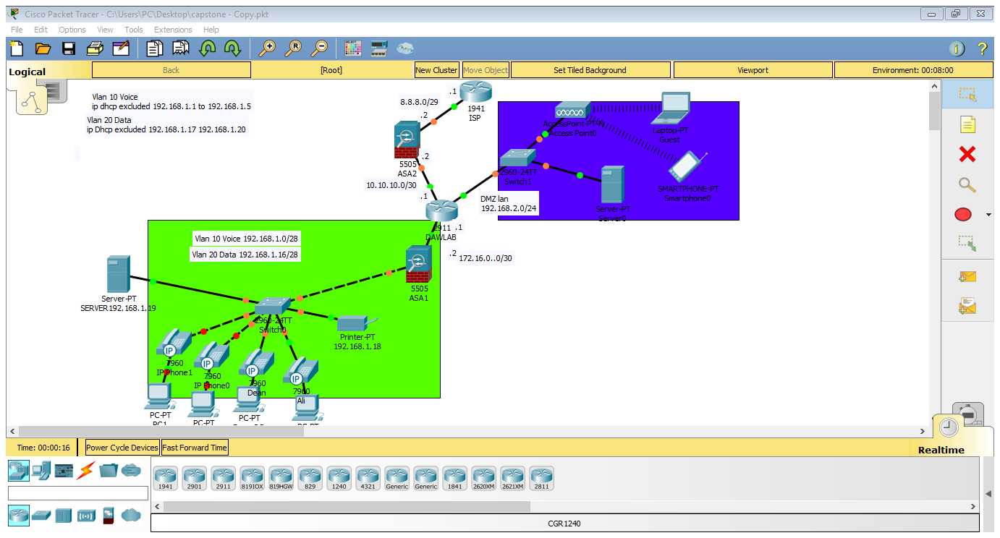 Cisco Packet Tracer - C:\Users\PC\Desktop\capstone - Copy.pkt
File Edit Options View Tools Extensions Help
SELECT
Logical
Back
[Root]
New Cluster
Move Object
Set Tiled Background
Viewport
Environment: 00:08:00
Vlan 10 Voice
ip dhcp excluded 192.168.1.1 to 192.168.1.5
Vlan 20 Data
ip Dhcp excluded 192.168.1.17 192.168.1.20
.1
8.8.8.0/29
.2
1941
ISP
5505
ASA2
.2
10.10.10.0/30
.1
AccessPoint-PT-N
Access Point0
Laptop-PT
Guest
2960-24TT
Switch1
SMARTPHONE-PT
Smartphone0
Server-PT
Server0
DMZ lan
192.168.2.0/24
2911
.1
DAWLAB
.2
172.16.0..0/30
Vlan 10 Voice 192.168.1.0/28
Vlan 20 Data 192.168.1.16/28
5505
ASA1
Server-PT
SERVER192.168.1.19
2960-24TT
Switch0
Printer-PT
192.168.1.18
IP
7960
IP Phone1
IP
7960
IP Phone0
IP
7960
Dean
IP
7960
Ali
PC-PT
PC1
PC-PT
PC-PT
PC-PT
Time: 00:00:16
Power Cycle Devices
Fast Forward Time
Realtime
1941 2901 2911 819IOX 819HGW 829 1240 4321 Generic Generic 1841 2620XM 2621XM 2811
CGR1240